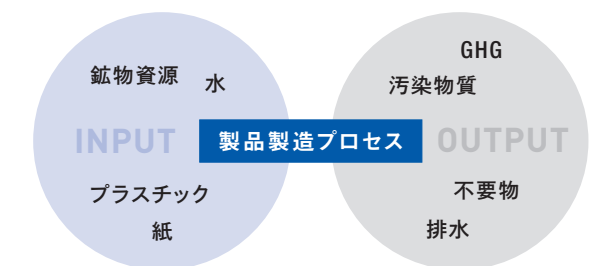 鉱物資源
水
INPUT
プラスチック
紙
製品製造プロセス
GHG
汚染物質
OUTPUT
不要物
排水